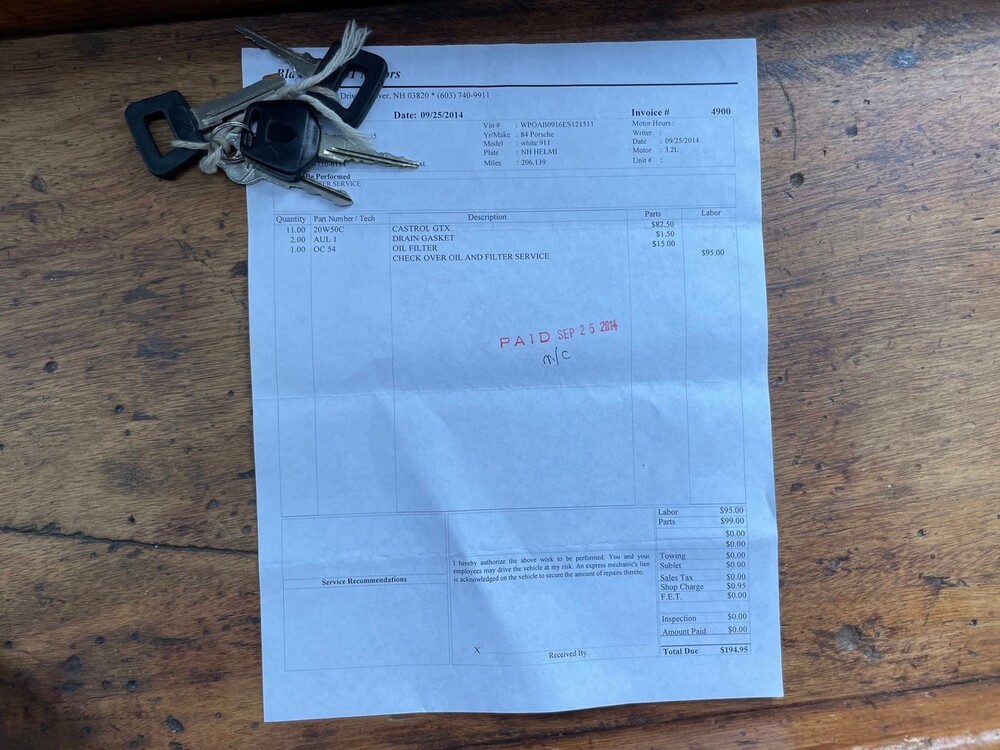 Drive ver, NH 03820 * (603) 740-9911
Date: 09/25/2014
Invoice # 4900
Vin # : WPOAB0916ES121511
Yr/Make : 84 Porsche
Model : white 911
Plate : NH HELMI
Miles : 206,139
Motor Hours :
Writer :
Date : 09/25/2014
Motor : 3.2L
Unit # :
Be Performed
SERVICE
Quantity Part Number / Tech Description Parts Labor
11.00 20W50C CASTROL GTX $82.50
2.00 AUL 1 DRAIN GASKET $1.50
1.00 OC 54 OIL FILTER $15.00
CHECK OVER OIL AND FILTER SERVICE $95.00
PAID SEP 25 2014
m/c
Labor $95.00
Parts $99.00
$0.00
$0.00
Towing $0.00
Sublet $0.00
Sales Tax $0.00
Shop Charge $0.95
F.E.T. $0.00
Inspection $0.00
Amount Paid $0.00
Total Due $194.95
Service Recommendations
I hereby authorize the above work to be performed. You and your
employees may drive the vehicle at my risk. An express mechanic's lien
is acknowledged on the vehicle to secure the amount of repairs thereto.
X Received By